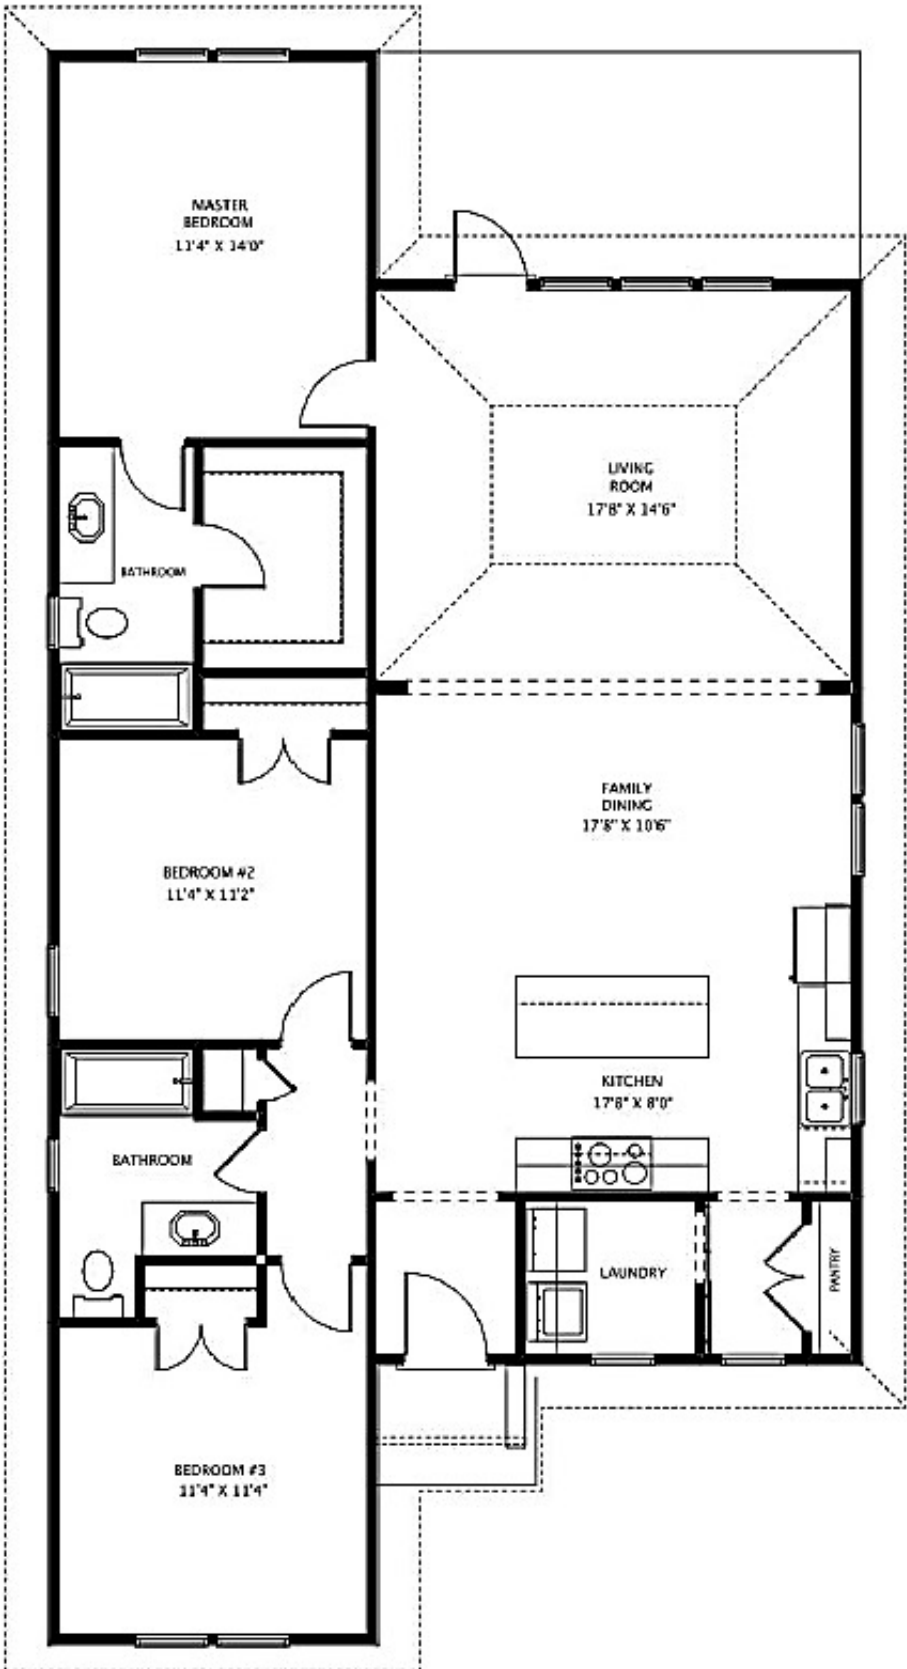 MASTER
BEDROOM
11'4" X 14'0"
LIVING
ROOM
17'8" X 14'6"
BATHROOM
FAMILY
DINING
17'8" X 10'6"
BEDROOM #2
11'4" X 11'2"
KITCHEN
17'8" X 8'0"
BATHROOM
LAUNDRY
PANTRY
BEDROOM #3
11'4" X 11'4"